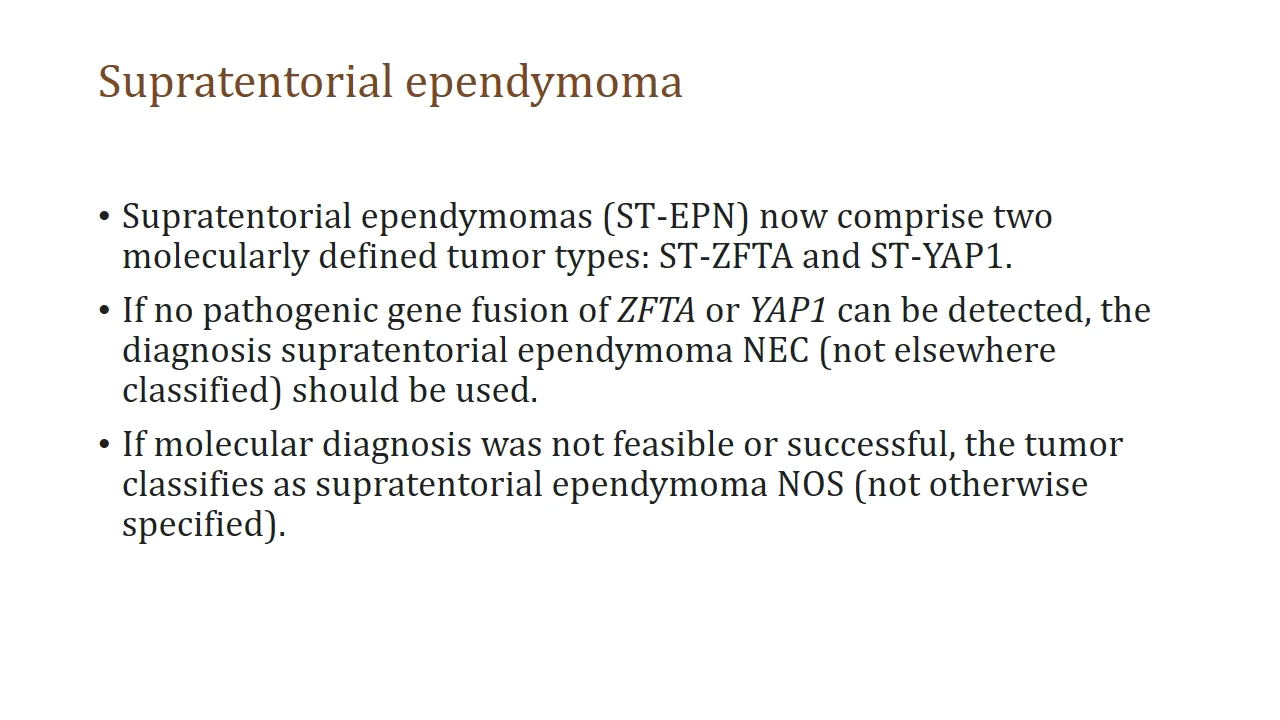 Supratentorial ependymoma
• Supratentorial ependymomas (ST-EPN) now comprise two
molecularly defined tumor types: ST-ZFTA and ST-YAP1.
• If no pathogenic gene fusion of ZFTA or YAP1 can be detected, the
diagnosis supratentorial ependymoma NEC (not elsewhere
classified) should be used.
• If molecular diagnosis was not feasible or successful, the tumor
classifies as supratentorial ependymoma NOS (not otherwise
specified).